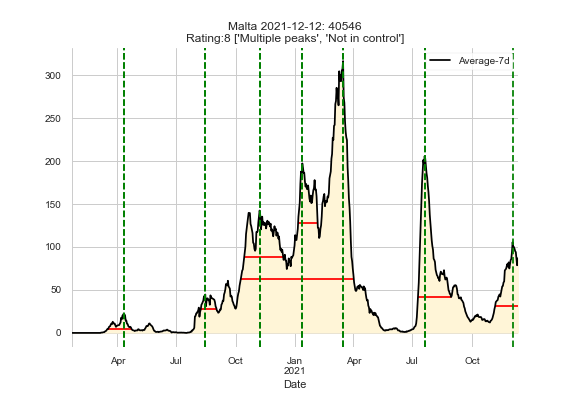 Malta 2021-12-12: 40546
Rating:8 ['Multiple peaks', 'Not in control']
Average-7d
300
250
200
150
100
50
0
Apr Jul Oct Jan Apr Jul Oct
2021
Date